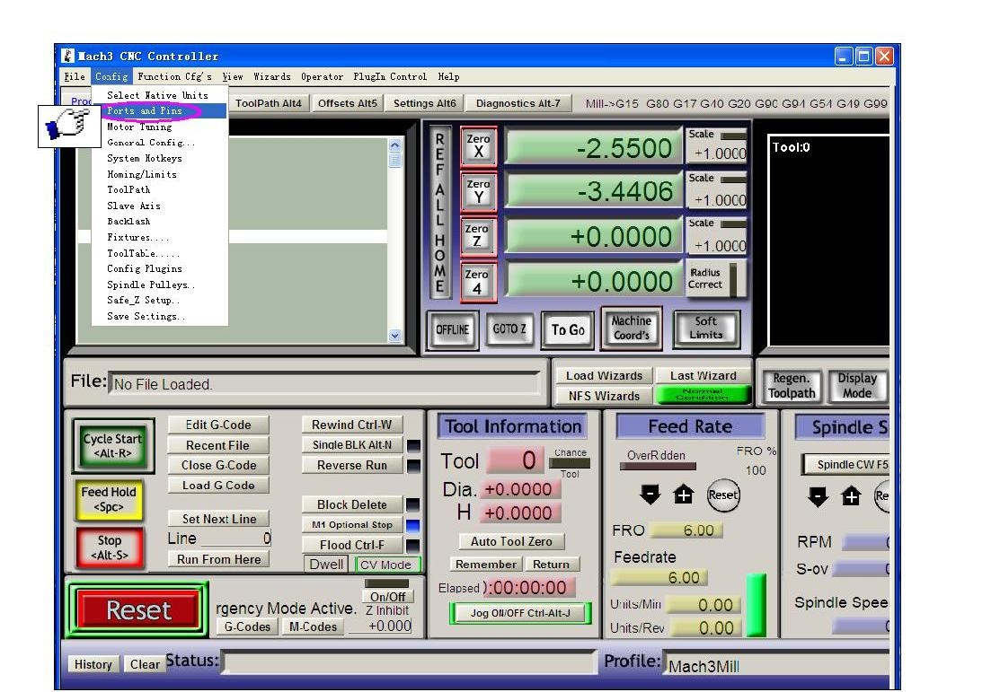 Mach3 CNC Controller
File Config Function Cfg's View Wizards Operator PlugIn Control Help
ToolPath Alt4 Offsets Alt5 Settings Alt6 Diagnostics Alt-7 Mill->G15 G80 G17 G40 G20 G90 G94 G54 G49 G99
Select Native Units
Ports and Pins
Motor Tuning
General Config...
System Hotkeys
Homing/Limits
ToolPath
Slave Axis
Backlash
Fixtures....
ToolTable.....
Config Plugins
Spindle Pulleys..
Safe_Z Setup..
Save Settings..
REF ALL HOME
Zero X -2.5500 Scale +1.0000
Zero Y -3.4406 Scale +1.0000
Zero Z +0.0000 Scale +1.0000
Zero 4 +0.0000 Radius Correct
OFFLINE GOTO Z To Go Machine Coord's Soft Limits
Tool:0
File: No File Loaded.
Load Wizards Last Wizard
NFS Wizards Normal Condition
Regen. Toolpath Display Mode
Cycle Start <Alt-R>
Feed Hold <Spc>
Stop <Alt-S>
Edit G-Code
Recent File
Close G-Code
Load G Code
Set Next Line
Line 0
Run From Here
Rewind Ctrl-W
Single BLK Alt-N
Reverse Run
Block Delete
M1 Optional Stop
Flood Ctrl-F
Dwell CV Mode
Reset
rgency Mode Active.
G-Codes M-Codes
On/Off
Z Inhibit
+0.000
Tool Information
Tool 0 Change Tool
Dia. +0.0000
H +0.0000
Auto Tool Zero
Remember Return
Elapsed ):00:00:00
Jog ON/OFF Ctrl-Alt-J
Feed Rate
OverRidden FRO %
100
Reset
FRO 6.00
Feedrate
6.00
Units/Min 0.00
Units/Rev 0.00
Spindle S
Spindle CW F5
Re
RPM
S-ov
Spindle Spee
History Clear Status: Profile: Mach3Mill